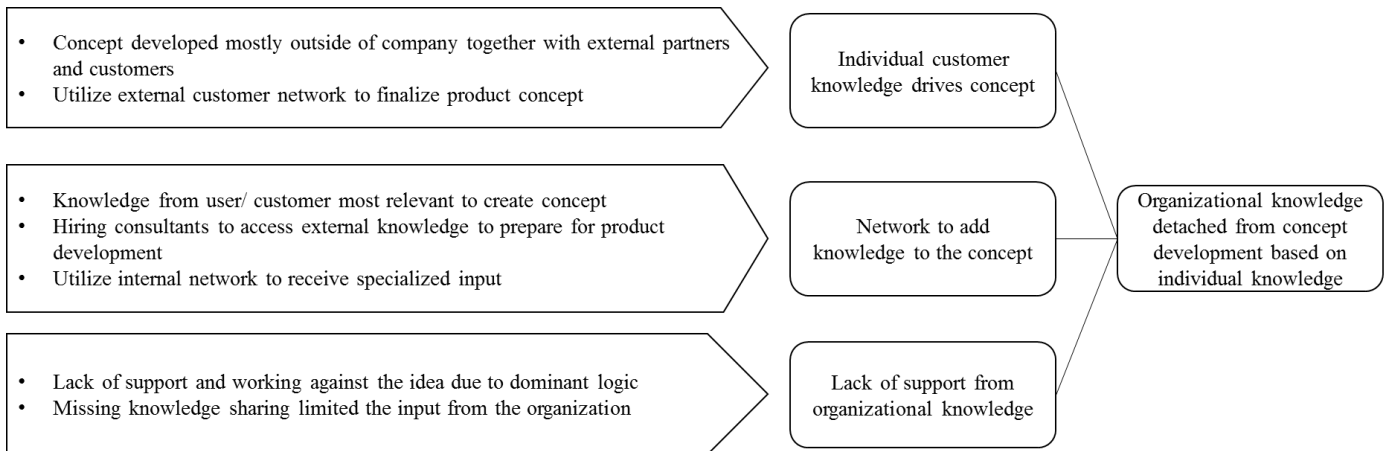 • Concept developed mostly outside of company together with external partners
and customers
• Utilize external customer network to finalize product concept
Individual customer
knowledge drives concept
• Knowledge from user/ customer most relevant to create concept
• Hiring consultants to access external knowledge to prepare for product
development
• Utilize internal network to receive specialized input
Network to add
knowledge to the concept
Organizational knowledge
detached from concept
development based on
individual knowledge
• Lack of support and working against the idea due to dominant logic
• Missing knowledge sharing limited the input from the organization
Lack of support from
organizational knowledge